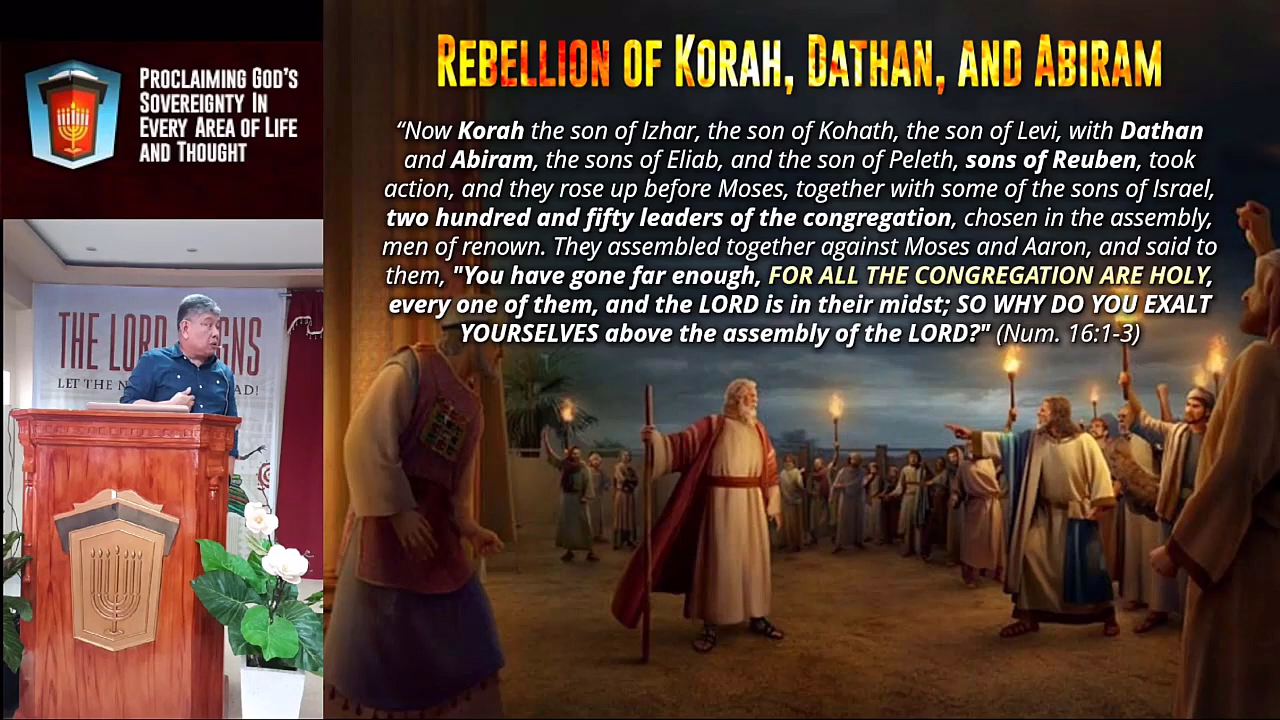 PROCLAIMING GOD'S
SOVEREIGNTY IN
EVERY AREA OF LIFE
AND THOUGHT
THE LORD
LET THE
REBELLION OF KORAH, DATHAN, AND ABIRAM
“Now Korah the son of Izhar, the son of Kohath, the son of Levi, with Dathan
and Abiram, the sons of Eliab, and the son of Peleth, sons of Reuben, took
action, and they rose up before Moses, together with some of the sons of Israel,
two hundred and fifty leaders of the congregation, chosen in the assembly,
men of renown. They assembled together against Moses and Aaron, and said to
them, "You have gone far enough, FOR ALL THE CONGREGATION ARE HOLY,
every one of them, and the LORD is in their midst; SO WHY DO YOU EXALT
YOURSELVES above the assembly of the LORD?" (Num. 16:1-3)